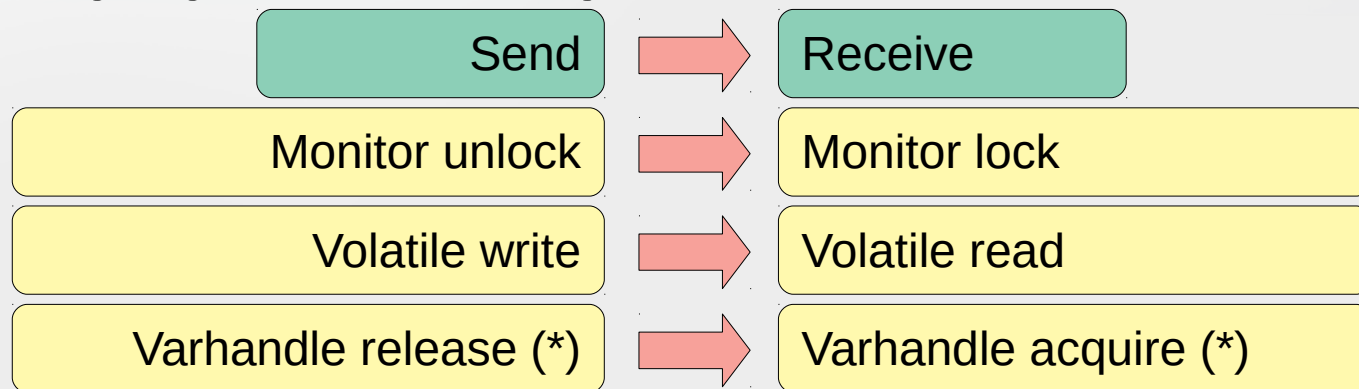 Send Receive
Monitor unlock Monitor lock
Volatile write Volatile read
Varhandle release (*) Varhandle acquire (*)